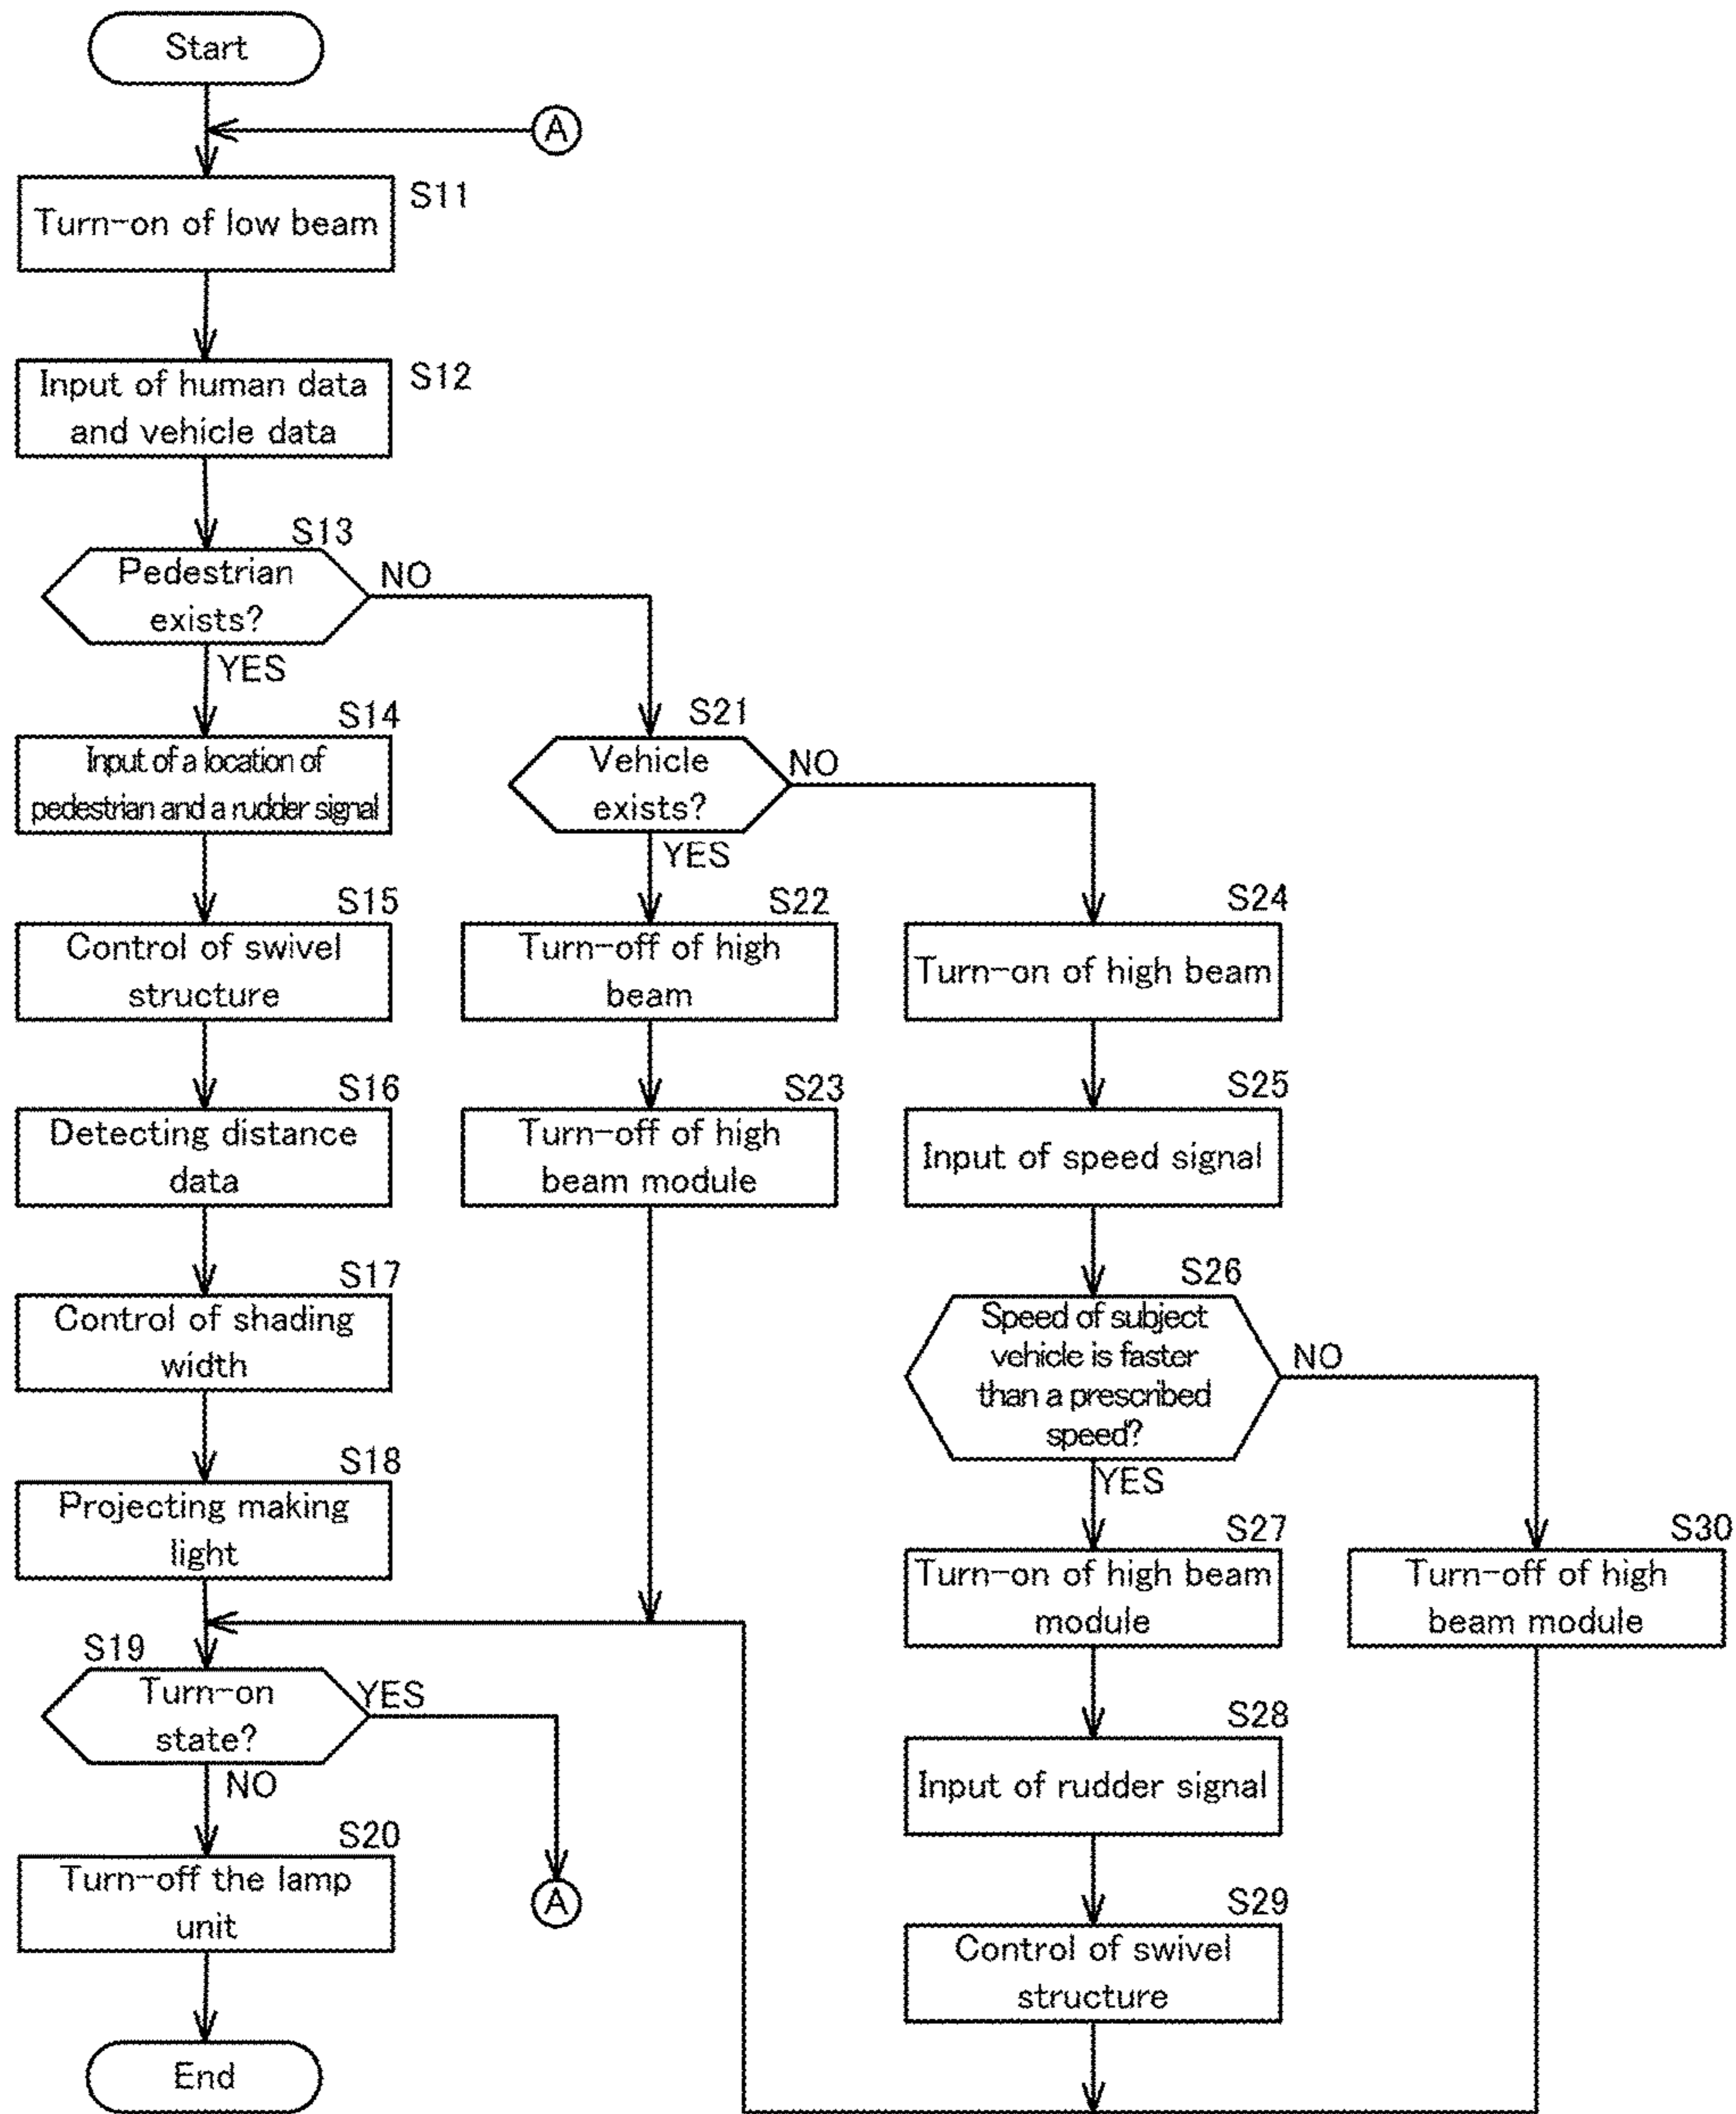 Start
A
S11
Turn-on of low beam
S12
Input of human data
and vehicle data
S13
Pedestrian
exists?
NO
YES
S14
Input of a location of
pedestrian and a rudder signal
S15
Control of swivel
structure
S16
Detecting distance
data
S17
Control of shading
width
S18
Projecting making
light
S19
Turn-on
state?
YES
NO
A
S20
Turn-off the lamp
unit
End
S21
Vehicle
exists?
NO
YES
S22
Turn-off of high
beam
S23
Turn-off of high
beam module
S24
Turn-on of high beam
S25
Input of speed signal
S26
Speed of subject
vehicle is faster
than a prescribed
speed?
NO
YES
S27
Turn-on of high beam
module
S28
Input of rudder signal
S29
Control of swivel
structure
S30
Turn-off of high
beam module